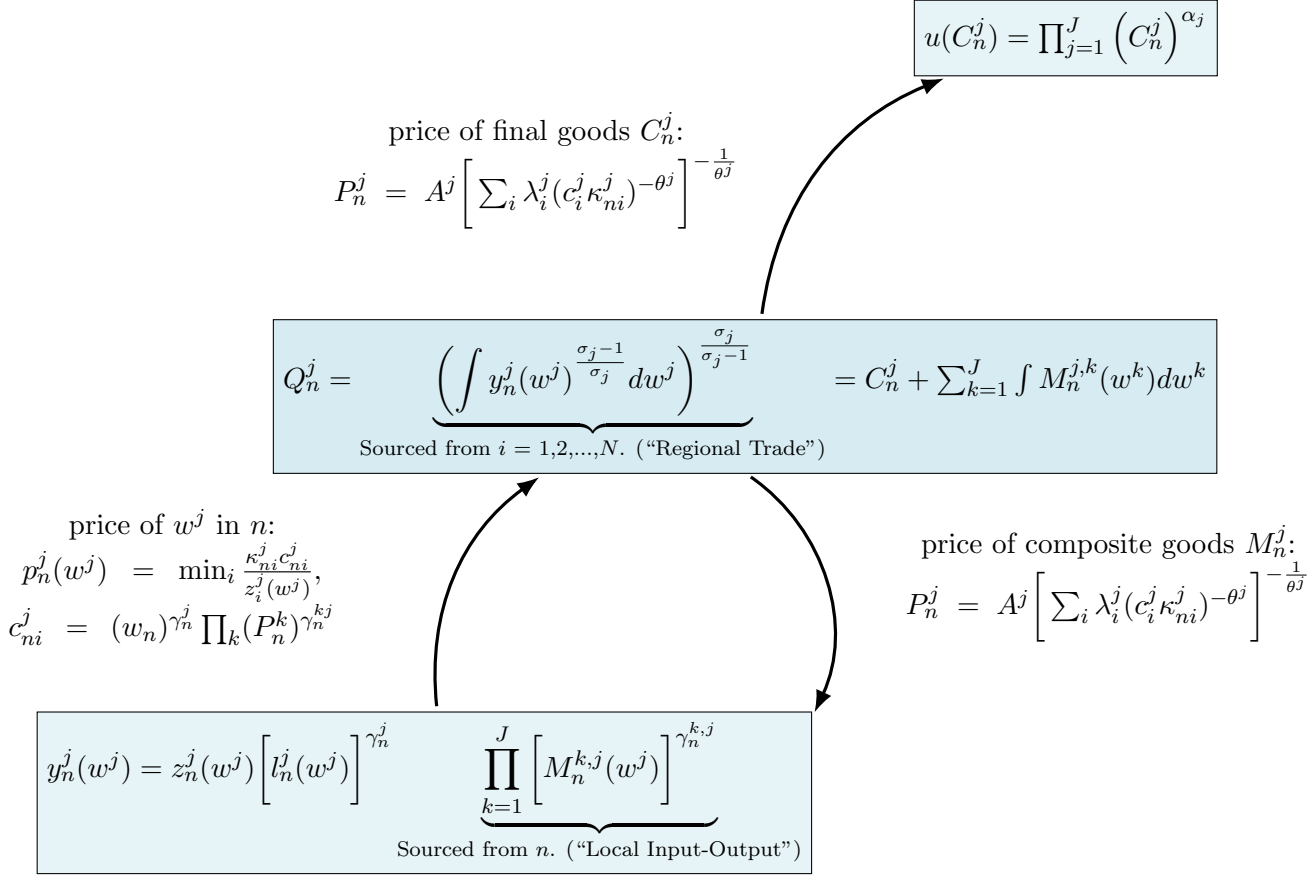 $u(C_n^j) = \prod_{j=1}^{J} \left( C_n^j \right)^{\alpha_j}$
price of final goods $C_n^j$:
$P_n^j = A^j \left[ \sum_i \lambda_i^j (c_i^j \kappa_{ni}^j)^{-\theta^j} \right]^{-\frac{1}{\theta^j}}$
$Q_n^j = \underbrace{\left( \int y_n^j(w^j)^{\frac{\sigma_j - 1}{\sigma_j}} dw^j \right)^{\frac{\sigma_j}{\sigma_j - 1}}} = C_n^j + \sum_{k=1}^{J} \int M_n^{j,k}(w^k) dw^k$
Sourced from $i$ = 1,2,...,$N$. (“Regional Trade”)
price of $w^j$ in $n$:
$p_n^j(w^j) = \min_i \frac{\kappa_{ni}^j c_{ni}^j}{z_i^j(w^j)},$
$c_{ni}^j = (w_n)^{\gamma_n^j} \prod_k (P_n^k)^{\gamma_n^{kj}}$
price of composite goods $M_n^j$:
$P_n^j = A^j \left[ \sum_i \lambda_i^j (c_i^j \kappa_{ni}^j)^{-\theta^j} \right]^{-\frac{1}{\theta^j}}$
$y_n^j(w^j) = z_n^j(w^j) \left[ l_n^j(w^j) \right]^{\gamma_n^j} \underbrace{\prod_{k=1}^{J} \left[ M_n^{k,j}(w^j) \right]^{\gamma_n^{k,j}}}$
Sourced from $n$. (“Local Input-Output”)